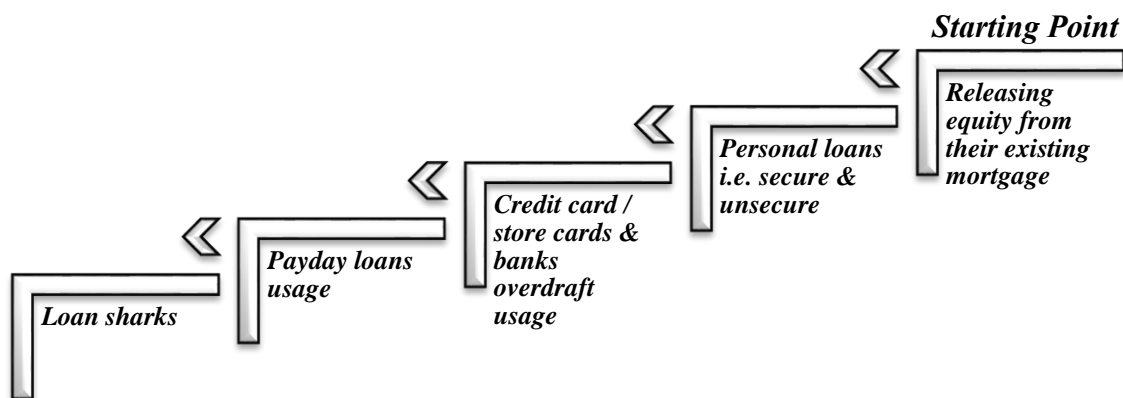 Starting Point
Releasing
equity from
their existing
mortgage
Personal loans
i.e. secure &
unsecure
Credit card /
store cards &
banks
overdraft
usage
Payday loans
usage
Loan sharks